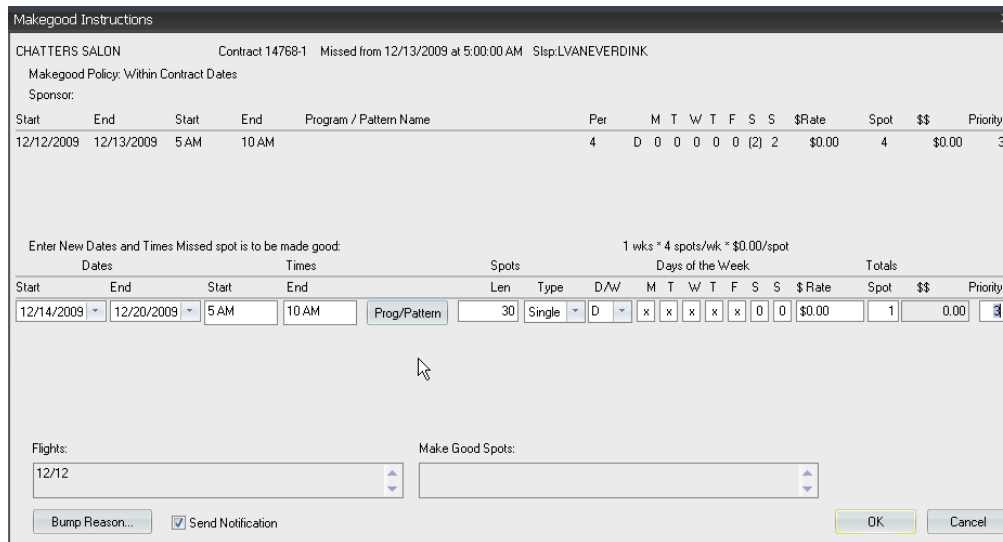 Makegood Instructions
CHATTERS SALON Contract 14768-1 Missed from 12/13/2009 at 5:00:00 AM Slsp:LVANEVERDINK
Makegood Policy: Within Contract Dates
Sponsor:
Start End Start End Program / Pattern Name Per M T W T F S S $Rate Spot $$ Priority
12/12/2009 12/13/2009 5 AM 10 AM 4 D 0 0 0 0 0 (2) 2 $0.00 4 $0.00 3
Enter New Dates and Times Missed spot is to be made good: 1 wks * 4 spots/wk * $0.00/spot
Dates Times Spots Days of the Week Totals
Start End Start End Len Type D/W M T W T F S S $ Rate Spot $$ Priority
12/14/2009 12/20/2009 5 AM 10 AM Prog/Pattern 30 Single D x x x x x 0 0 $0.00 1 0.00 3
Flights: Make Good Spots:
12/12
Bump Reason... Send Notification OK Cancel